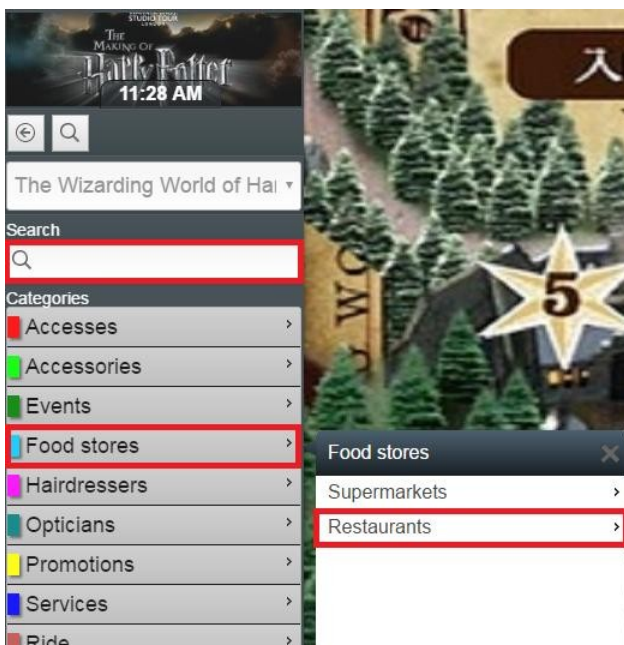 STUDIO TOUR
LONDON
THE
MAKING OF
Harry Potter
11:28 AM
The Wizarding World of Har
Search
Categories
Accesses
Accessories
Events
Food stores
Hairdressers
Opticians
Promotions
Services
Ride
5
Food stores
Supermarkets
Restaurants